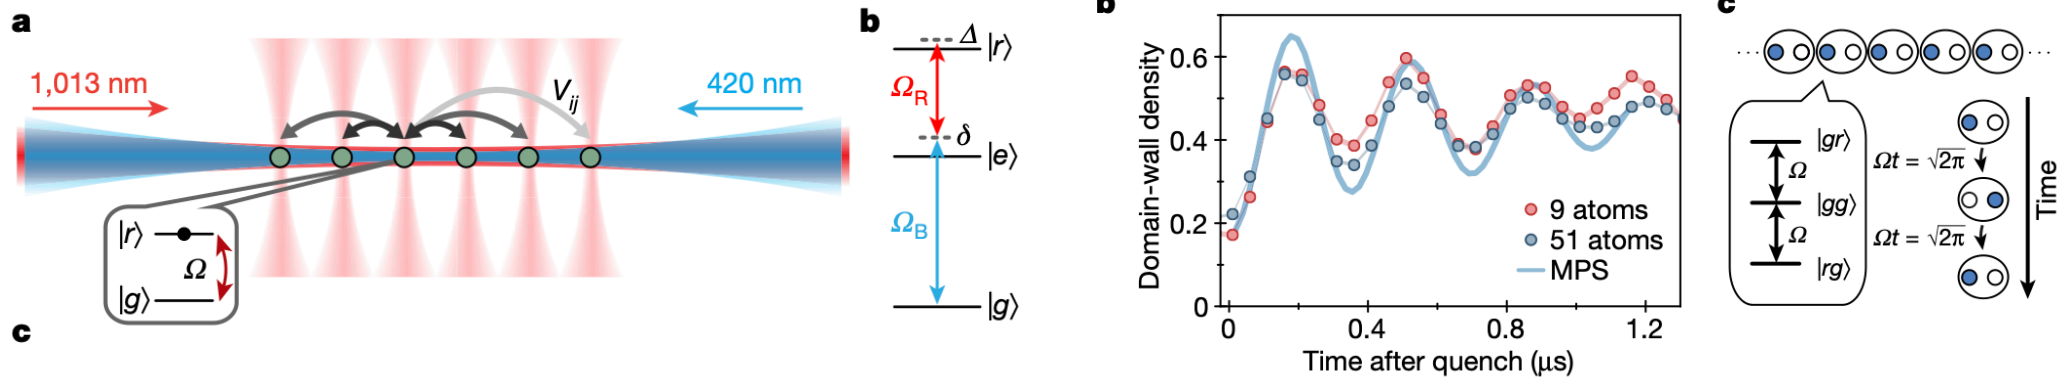 a
1,013 nm
V_ij
420 nm
|r⟩
Ω
|g⟩
c
b
Δ
|r⟩
Ω_R
δ
|e⟩
Ω_B
|g⟩
b
Domain-wall density
0.6
0.4
0.2
0
9 atoms
51 atoms
MPS
0
0.4
0.8
1.2
Time after quench (μs)
c
··· ···
|gr⟩
Ω
|gg⟩
Ω
|rg⟩
Ωt = √2π
Ωt = √2π
Time